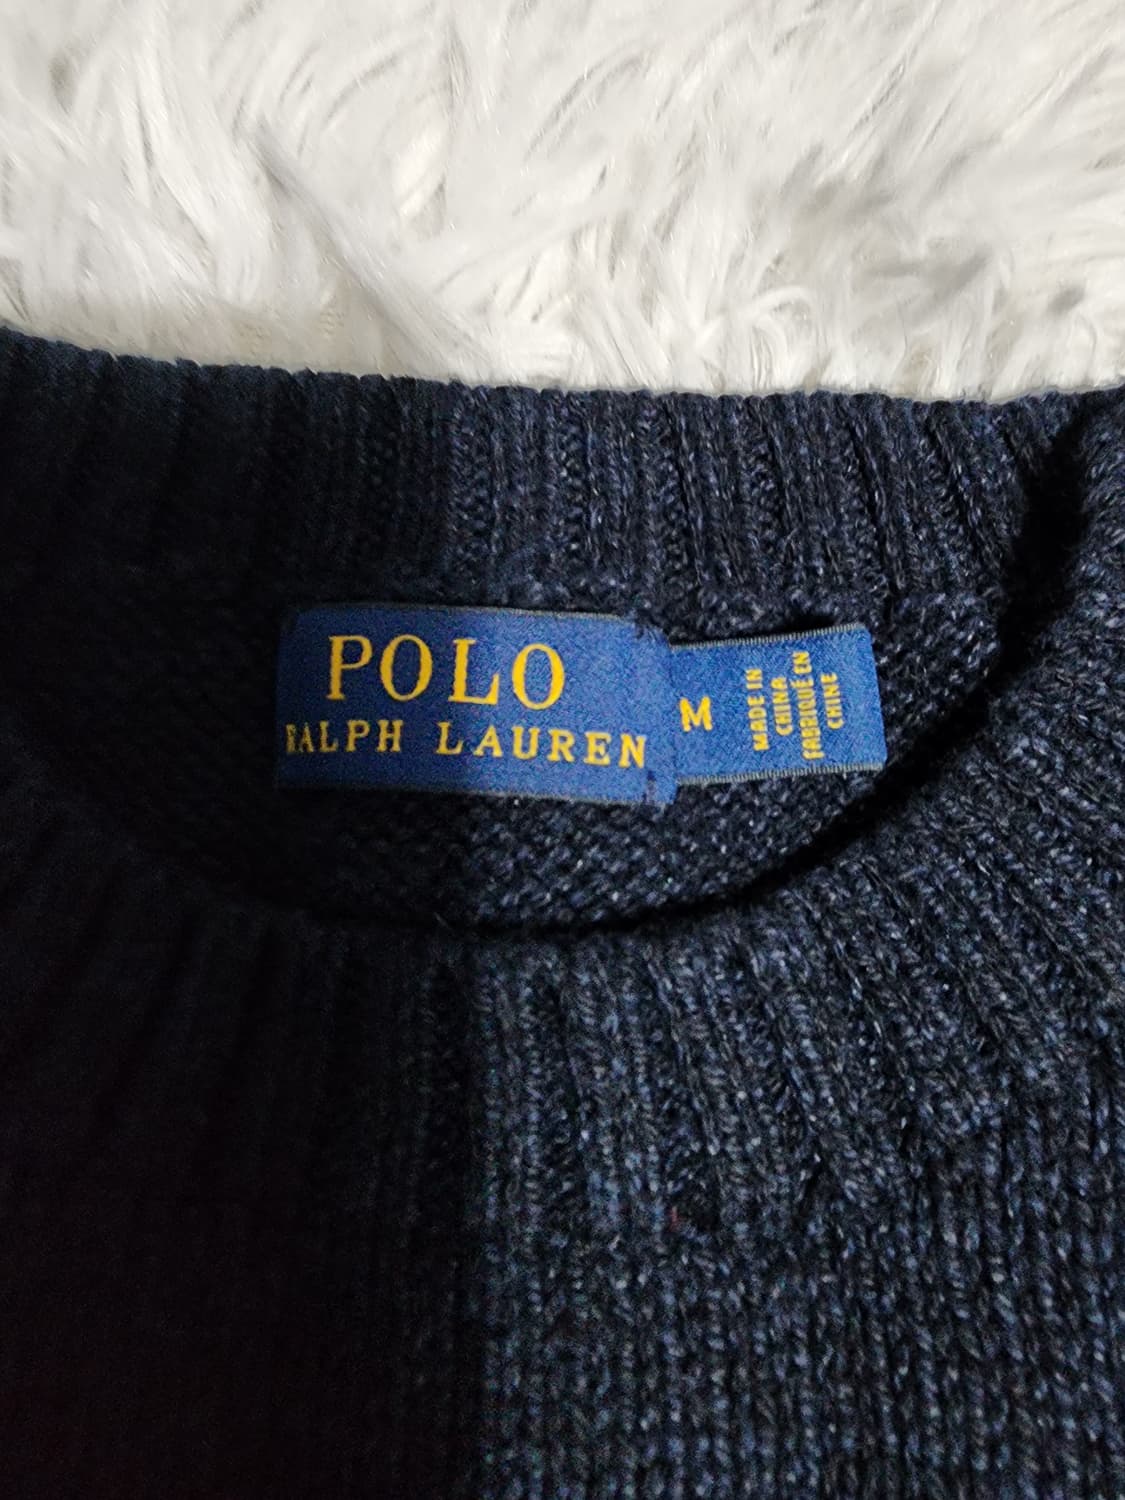 POLO
RALPH LAUREN
M
MADE IN
CHINA
FABRIQUÉ EN
CHINE